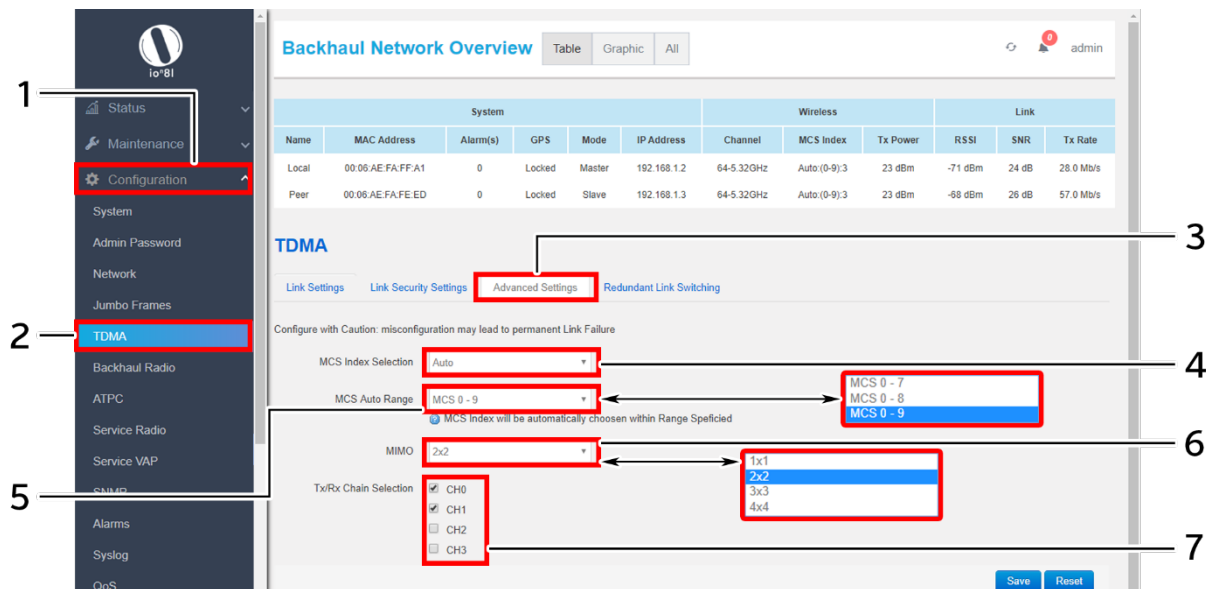 io°8l
Backhaul Network Overview Table Graphic All 0 admin
1
Status
Maintenance
Configuration
System
Admin Password
Network
Jumbo Frames
2 TDMA
Backhaul Radio
ATPC
Service Radio
Service VAP
5 SNMP
Alarms
Syslog
QoS
System Wireless Link
Name MAC Address Alarm(s) GPS Mode IP Address Channel MCS Index Tx Power RSSI SNR Tx Rate
Local 00:06:AE:FA:FF:A1 0 Locked Master 192.168.1.2 64-5.32GHz Auto:(0-9):3 23 dBm -71 dBm 24 dB 28.0 Mb/s
Peer 00:06:AE:FA:FE:ED 0 Locked Slave 192.168.1.3 64-5.32GHz Auto:(0-9):3 23 dBm -68 dBm 26 dB 57.0 Mb/s
TDMA
3
Link Settings Link Security Settings Advanced Settings Redundant Link Switching
Configure with Caution: misconfiguration may lead to permanent Link Failure
MCS Index Selection Auto 4
MCS Auto Range MCS 0 - 9
MCS 0 - 7
MCS 0 - 8
MCS 0 - 9
MCS Index will be automatically choosen within Range Speficied
MIMO 2x2 6
1x1
2x2
3x3
4x4
Tx/Rx Chain Selection CH0
CH1
CH2
CH3 7
Save Reset